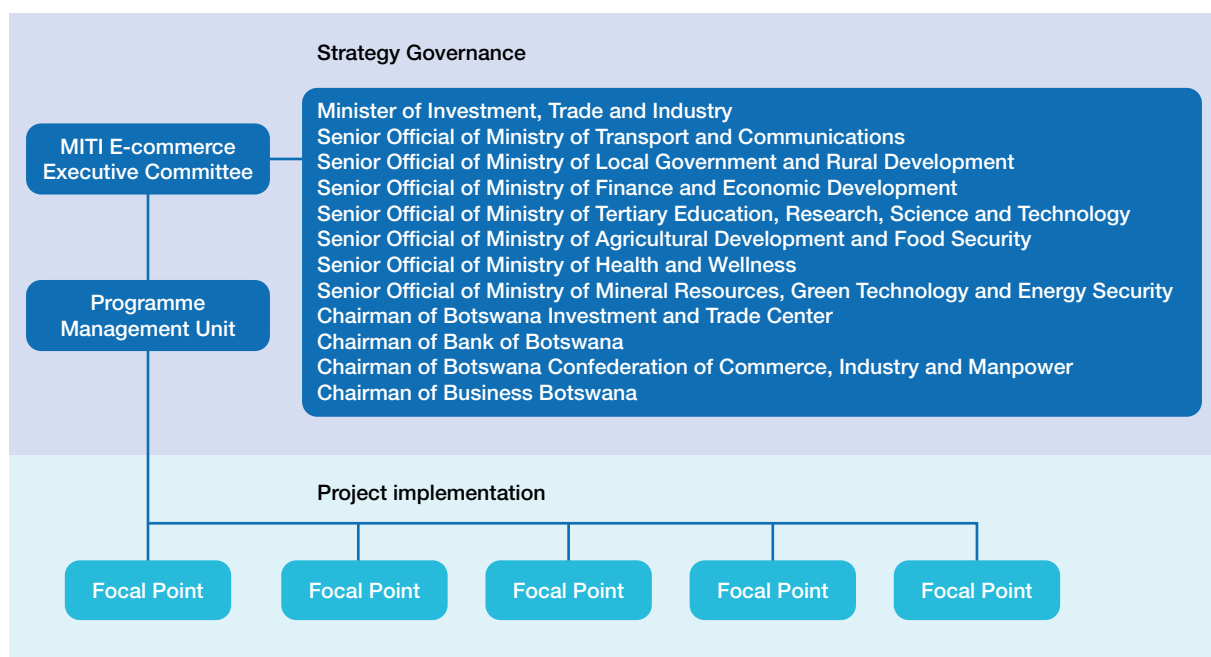 Strategy Governance
MITI E-commerce
Executive Committee
Minister of Investment, Trade and Industry
Senior Official of Ministry of Transport and Communications
Senior Official of Ministry of Local Government and Rural Development
Senior Official of Ministry of Finance and Economic Development
Senior Official of Ministry of Tertiary Education, Research, Science and Technology
Senior Official of Ministry of Agricultural Development and Food Security
Senior Official of Ministry of Health and Wellness
Senior Official of Ministry of Mineral Resources, Green Technology and Energy Security
Chairman of Botswana Investment and Trade Center
Chairman of Bank of Botswana
Chairman of Botswana Confederation of Commerce, Industry and Manpower
Chairman of Business Botswana
Programme
Management Unit
Project implementation
Focal Point
Focal Point
Focal Point
Focal Point
Focal Point